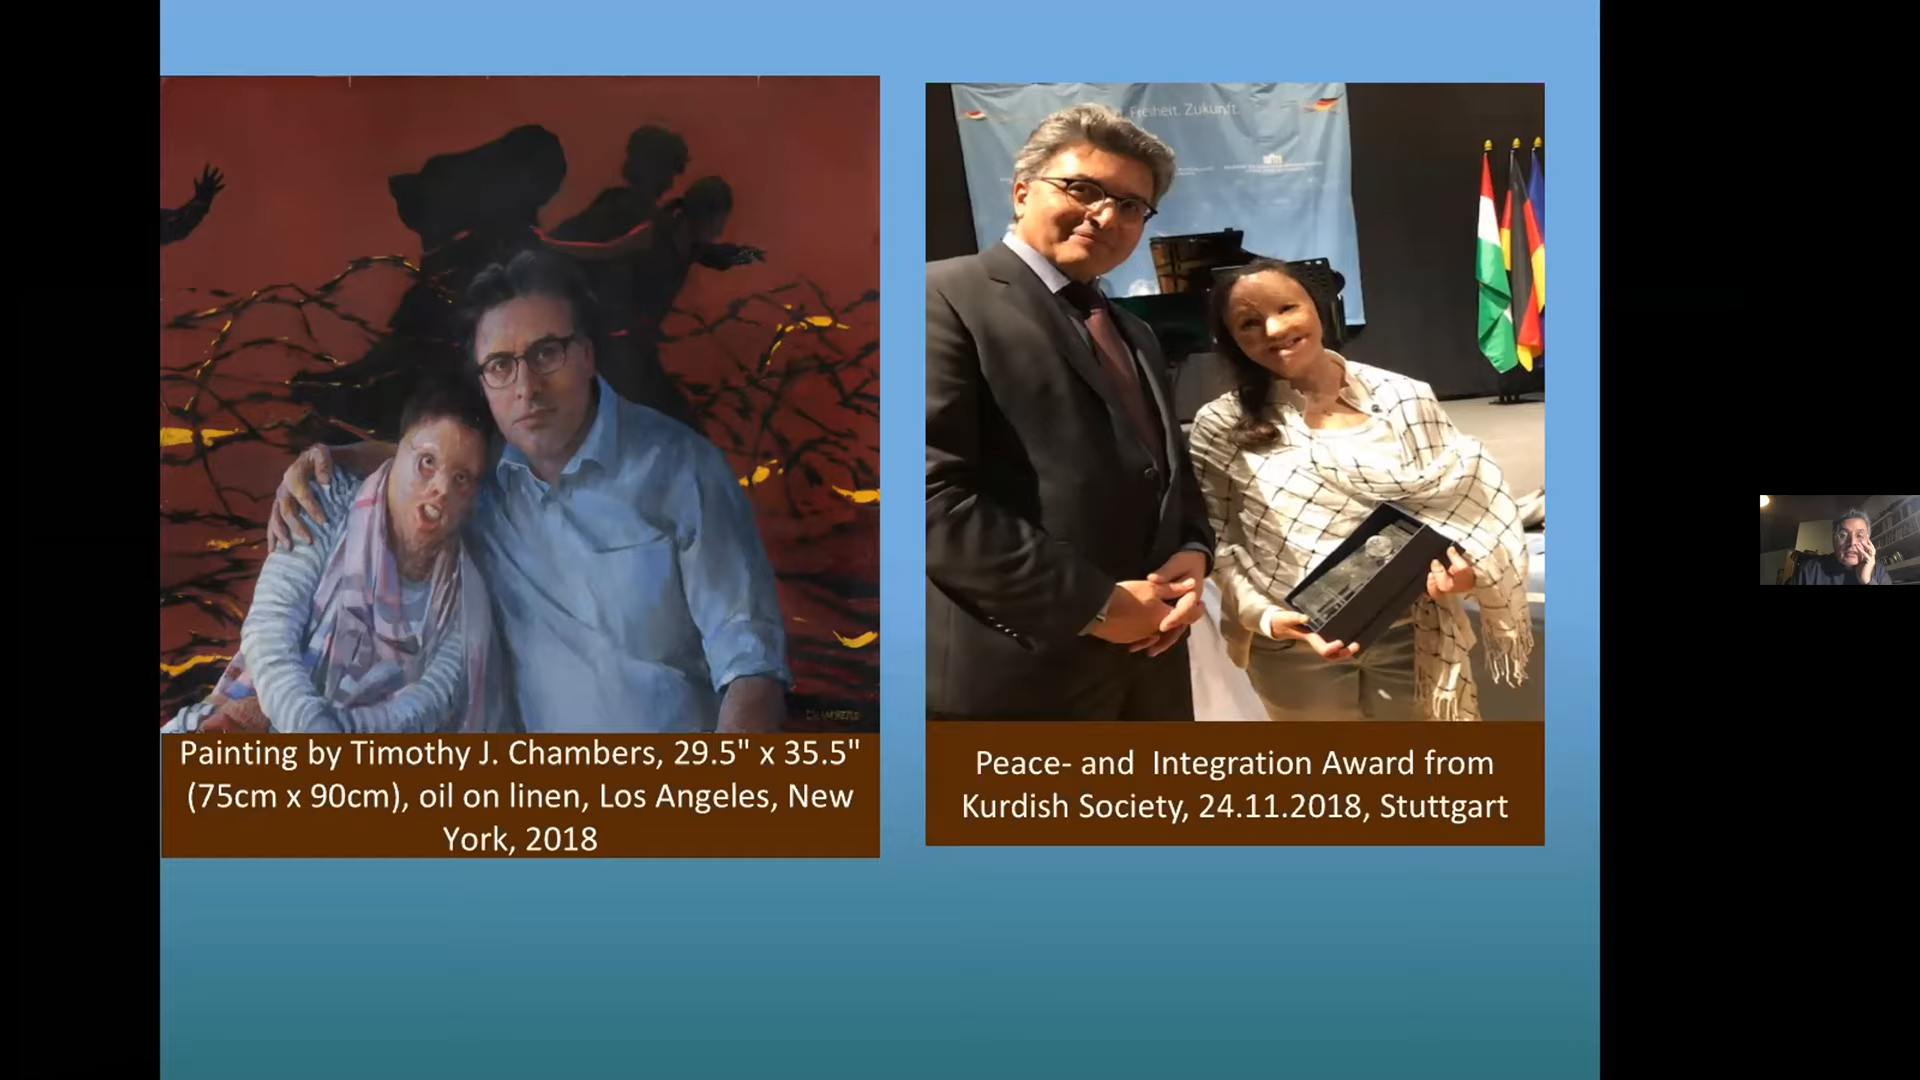 Painting by Timothy J. Chambers, 29.5" x 35.5"
(75cm x 90cm), oil on linen, Los Angeles, New
York, 2018
Freiheit. Zukunft.
Peace- and  Integration Award from
Kurdish Society, 24.11.2018, Stuttgart